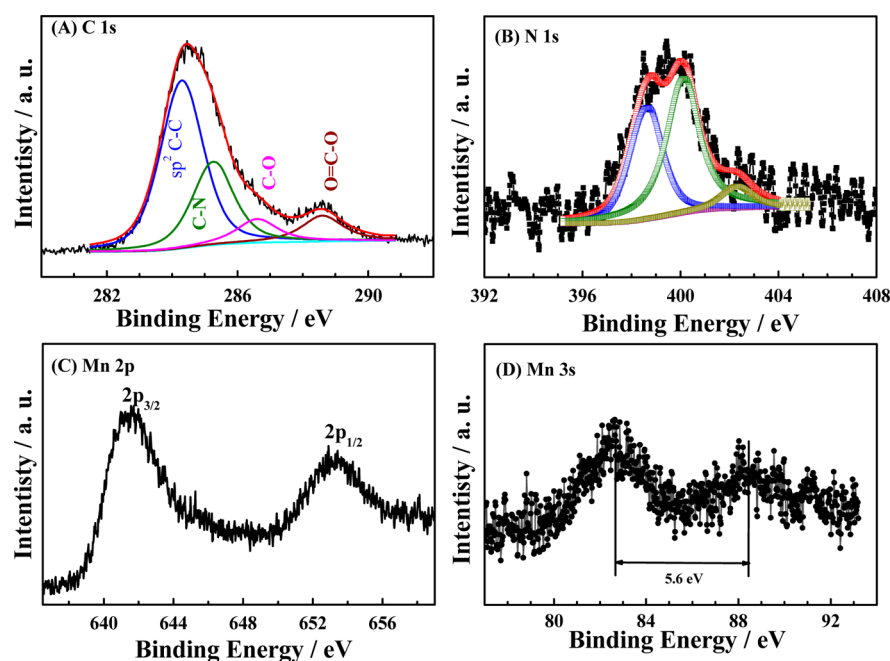 (A) C 1s
Intentisty / a. u.
sp² C-C
C-N
C-O
O=C-O
282 286 290
Binding Energy / eV
(B) N 1s
Intentisty / a. u.
392 396 400 404 408
Binding Energy / eV
(C) Mn 2p
Intentisty / a. u.
2p3/2
2p1/2
640 644 648 652 656
Binding Energy / eV
(D) Mn 3s
Intentisty / a. u.
5.6 eV
80 84 88 92
Binding Energy / eV